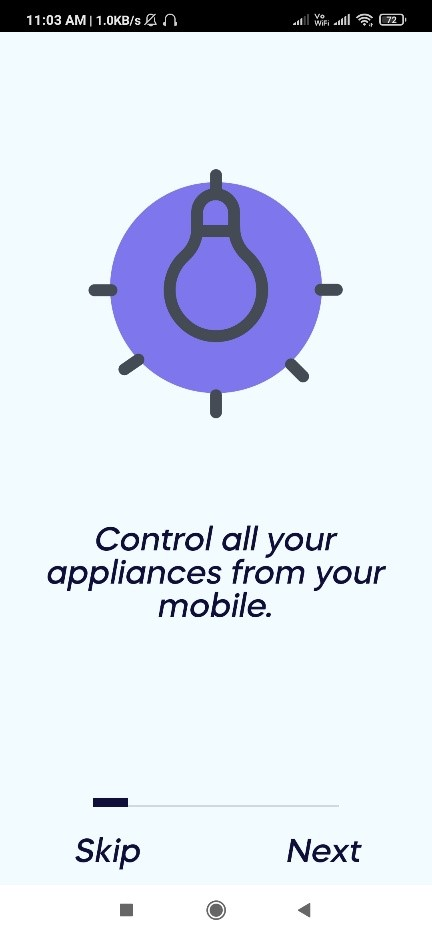 11:03 AM | 1.0KB/s Vo WiFi 72
Control all your
appliances from your
mobile.
Skip Next